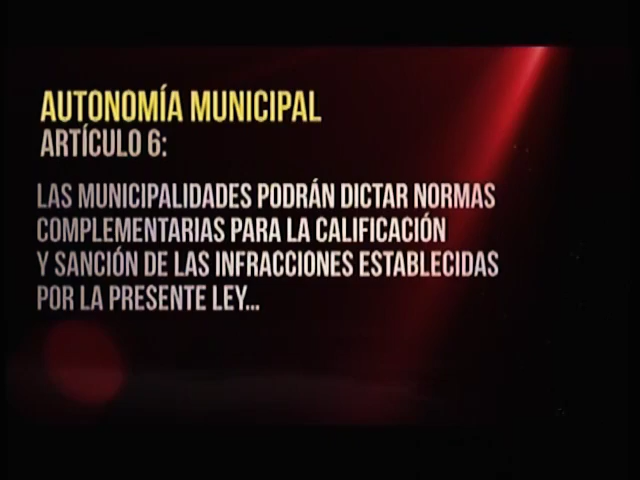 AUTONOMÍA MUNICIPAL
ARTÍCULO 6:
LAS MUNICIPALIDADES PODRÁN DICTAR NORMAS
COMPLEMENTARIAS PARA LA CALIFICACIÓN
Y SANCIÓN DE LAS INFRACCIONES ESTABLECIDAS
POR LA PRESENTE LEY...